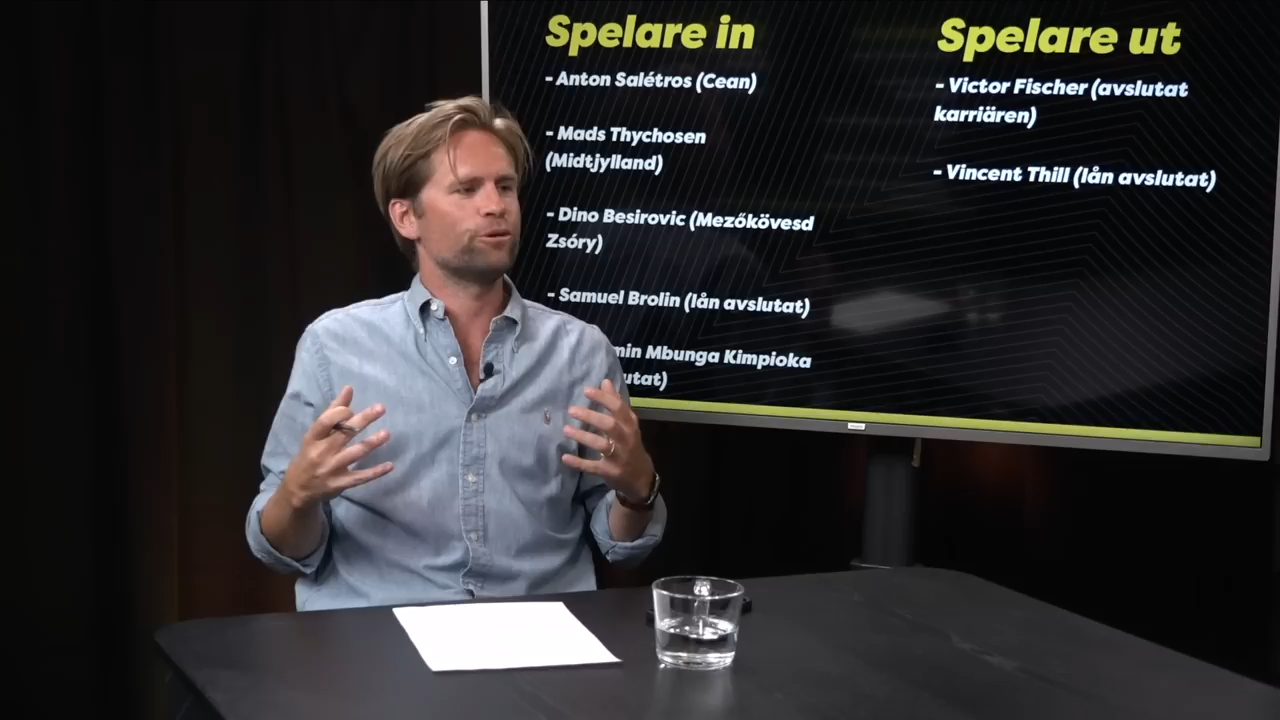 Spelare in
- Anton Salétros (Cean)
- Mads Thychosen
(Midtjylland)
- Dino Besirovic (Mezőkövesd
Zsóry)
- Samuel Brolin (lån avslutat)
Mbunga Kimpioka
Spelare ut
- Victor Fischer (avslutat
karriären)
- Vincent Thill (lån avslutat)